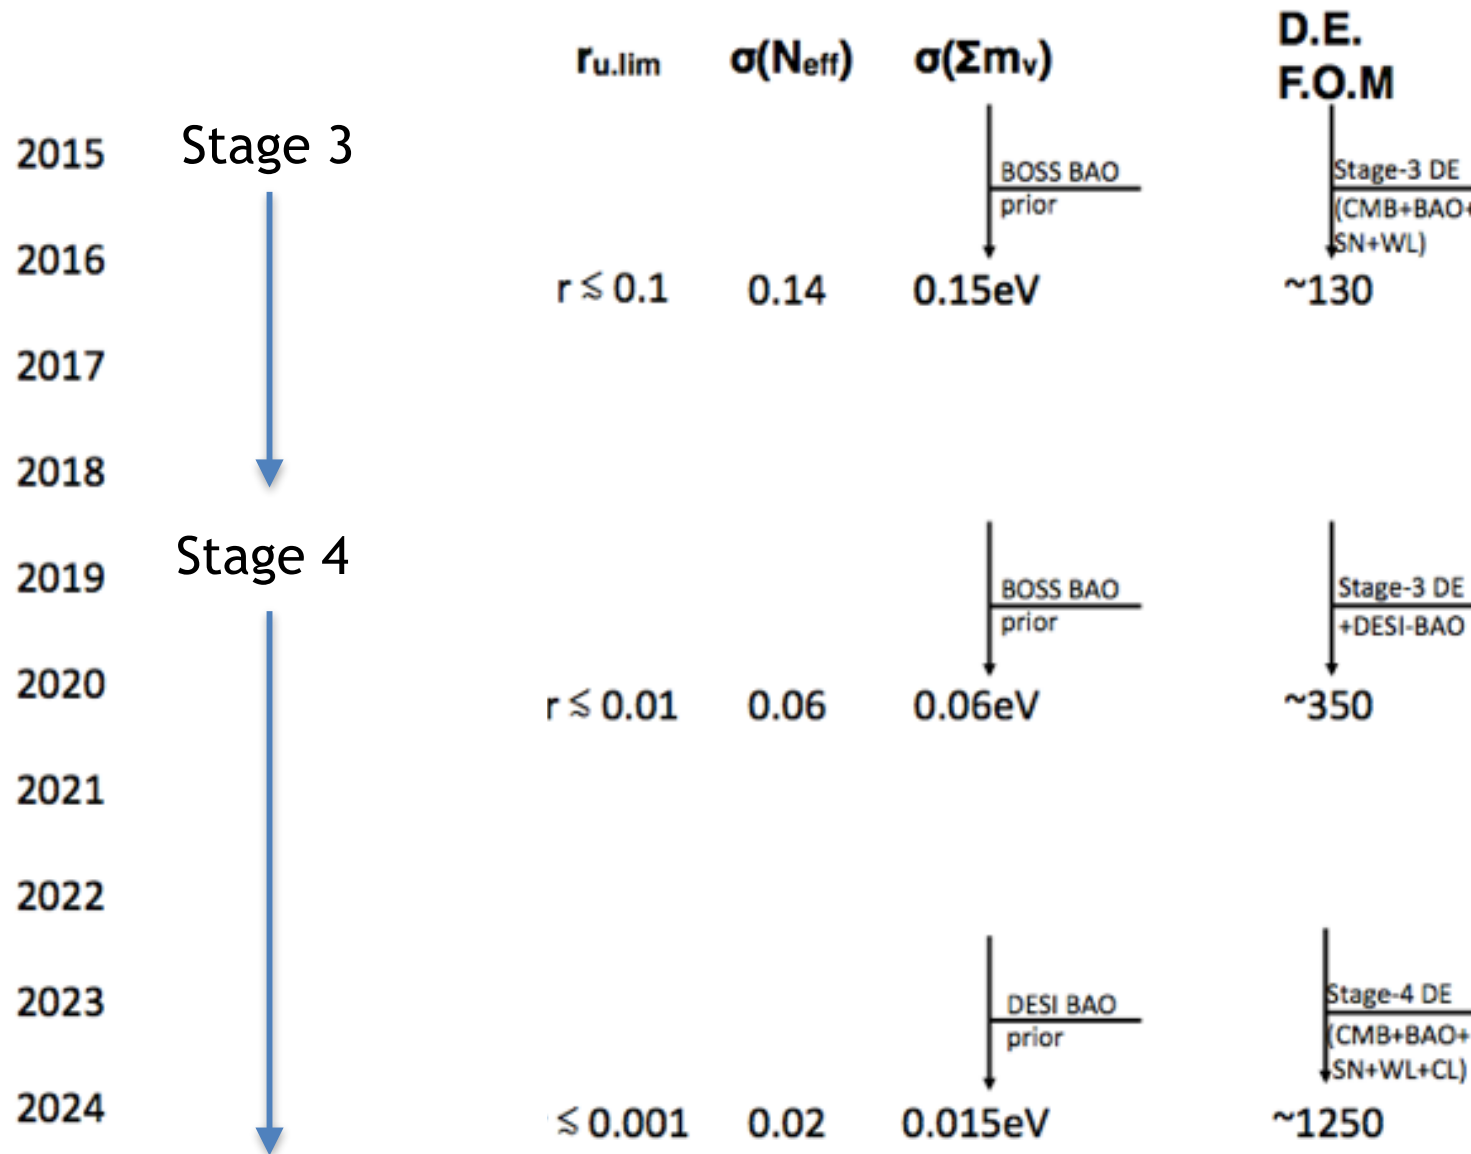 r_u.lim σ(N_eff) σ(Σm_ν) D.E.
F.O.M
2015 Stage 3
BOSS BAO Stage-3 DE
prior (CMB+BAO+
SN+WL)
2016
r ≲ 0.1 0.14 0.15eV ~130
2017
2018
Stage 4
2019
BOSS BAO Stage-3 DE
prior +DESI-BAO
2020
r ≲ 0.01 0.06 0.06eV ~350
2021
2022
2023
DESI BAO Stage-4 DE
prior (CMB+BAO+
SN+WL+CL)
2024
≲ 0.001 0.02 0.015eV ~1250